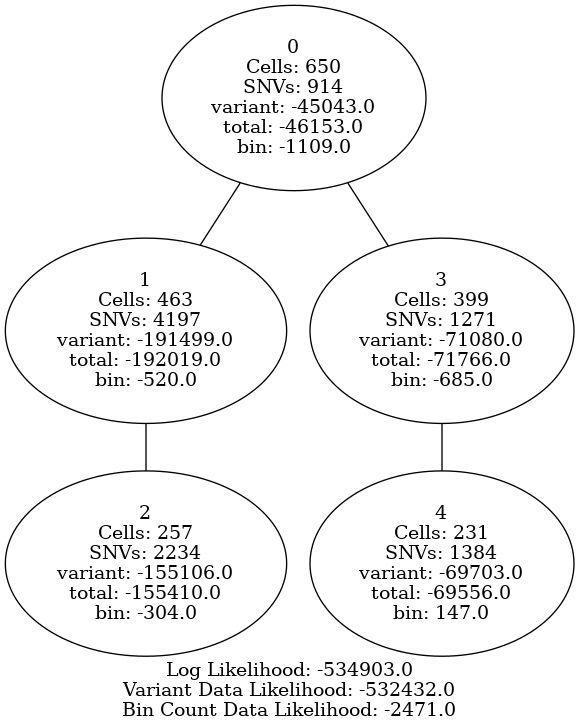 0
Cells: 650
SNVs: 914
variant: -45043.0
total: -46153.0
bin: -1109.0
1
Cells: 463
SNVs: 4197
variant: -191499.0
total: -192019.0
bin: -520.0
3
Cells: 399
SNVs: 1271
variant: -71080.0
total: -71766.0
bin: -685.0
2
Cells: 257
SNVs: 2234
variant: -155106.0
total: -155410.0
bin: -304.0
4
Cells: 231
SNVs: 1384
variant: -69703.0
total: -69556.0
bin: 147.0
Log Likelihood: -534903.0
Variant Data Likelihood: -532432.0
Bin Count Data Likelihood: -2471.0